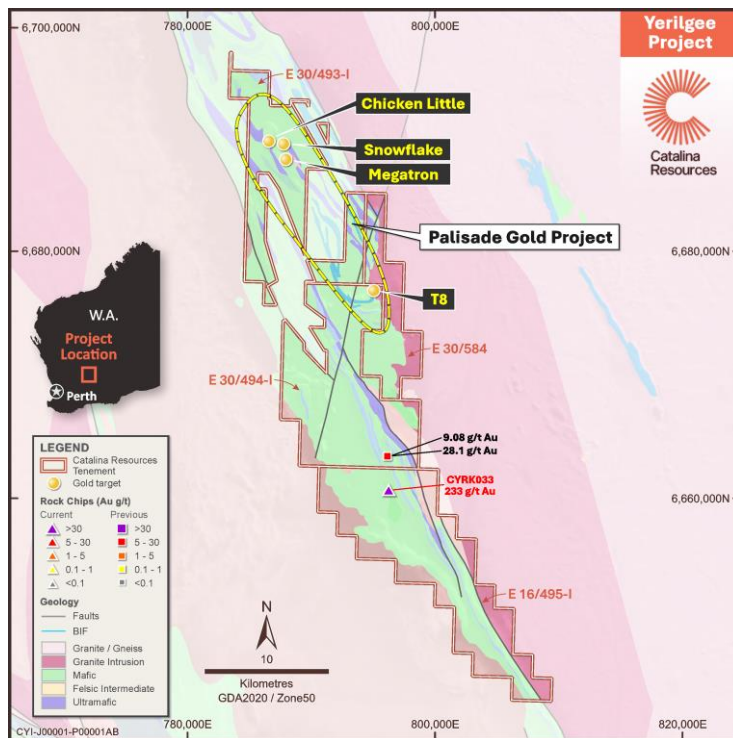 780,000E
800,000E
6,700,000N
Yerilgee
Project
E 30/493-I
Chicken Little
Snowflake
Megatron
Catalina
Resources
Palisade Gold Project
6,680,000N
6,680,000N
T8
W.A.
Project
Location
Perth
E 30/584
E 30/494-I
9.08 g/t Au
28.1 g/t Au
CYRK033
233 g/t Au
6,660,000N
6,660,000N
LEGEND
Catalina Resources
Tenement
Gold target
Rock Chips (Au g/t)
Current Previous
>30 >30
5 - 30 5 - 30
1 - 5 1 - 5
0.1 - 1 0.1 - 1
<0.1 <0.1
Geology
Faults
BIF
Granite / Gneiss
Granite Intrusion
Mafic
Felsic Intermediate
Ultramafic
E 16/495-I
N
10
Kilometres
GDA2020 / Zone50
CYI-J00001-P00001AB
780,000E
800,000E
820,000E